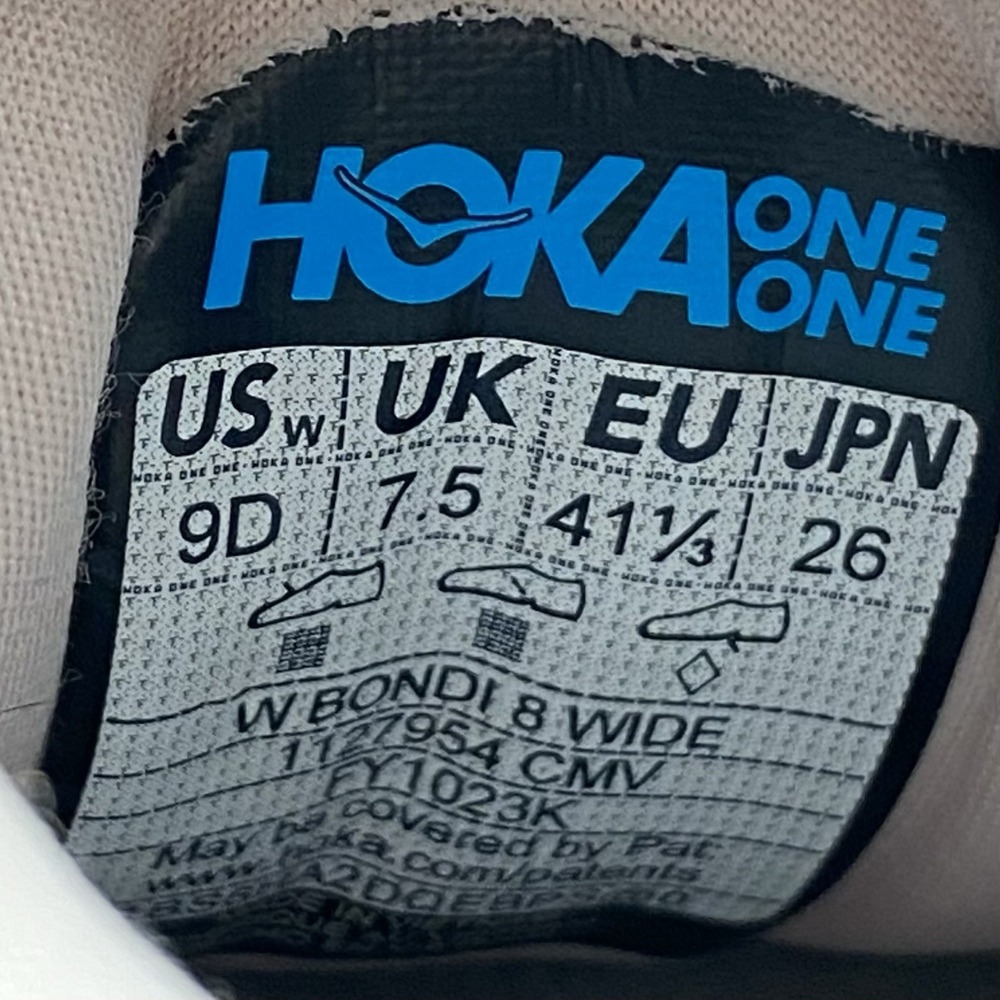 HOKA ONE ONE
US W UK EU JPN
9D 7.5 41⅓ 26
W BONDI 8 WIDE
1127954 CMV
FY1023K
May be covered by Pat:
www.hoka.com/patents